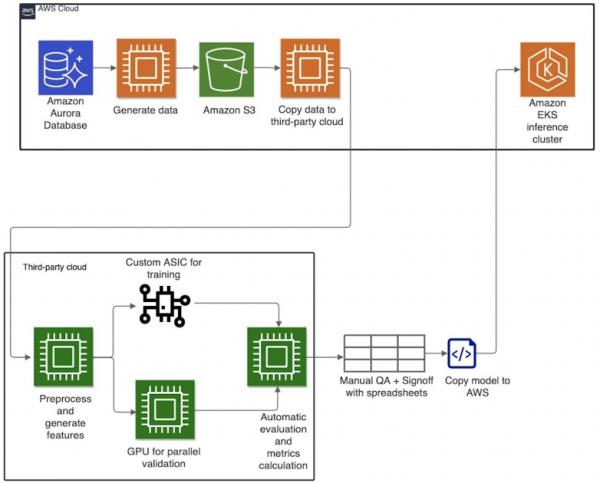 aws
AWS Cloud
Amazon
Aurora
Database
Generate data
Amazon S3
Copy data to
third-party cloud
K
Amazon
EKS
inference
cluster
Third-party cloud
Custom ASIC for
training
Preprocess
and
generate
features
GPU for parallel
validation
Automatic
evaluation and
metrics
calculation
Manual QA + Signoff
with spreadsheets
</>
Copy model to
AWS